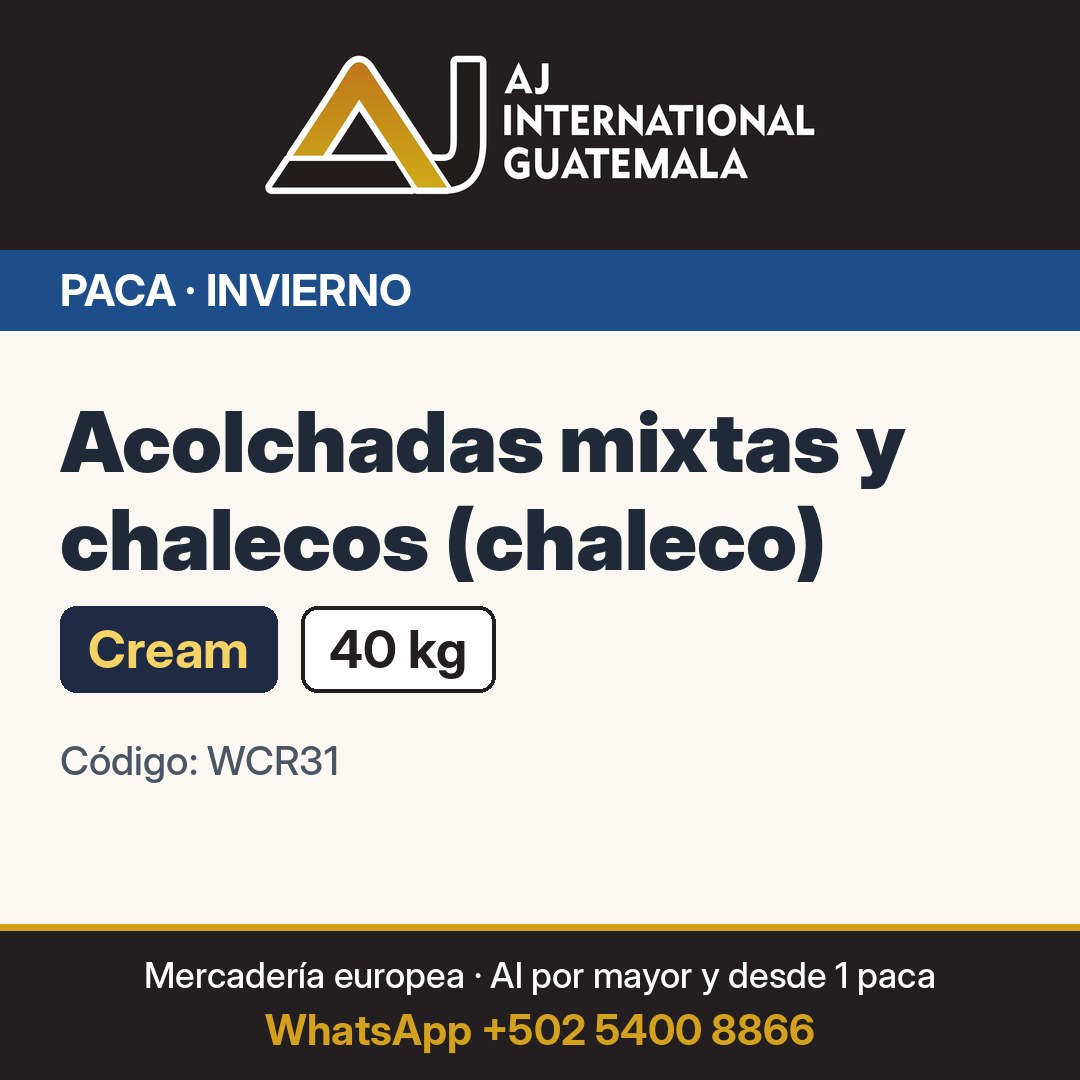 AJ
AJ
INTERNATIONAL
GUATEMALA
PACA · INVIERNO
Acolchadas mixtas y
chalecos (chaleco)
Cream
40 kg
Código: WCR31
Mercadería europea · Al por mayor y desde 1 paca
WhatsApp +502 5400 8866